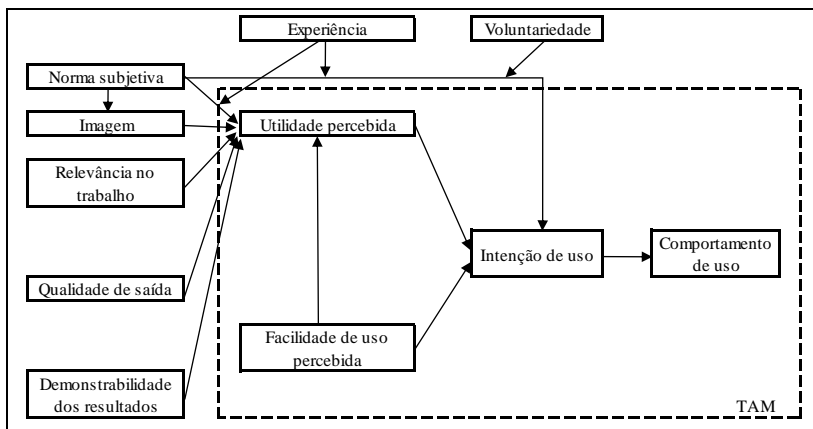 Experiência
Voluntariedade
Norma subjetiva
Imagem
Utilidade percebida
Relevância no
trabalho
Intenção de uso
Comportamento
de uso
Qualidade de saída
Facilidade de uso
percebida
Demonstrabilidade
dos resultados
TAM